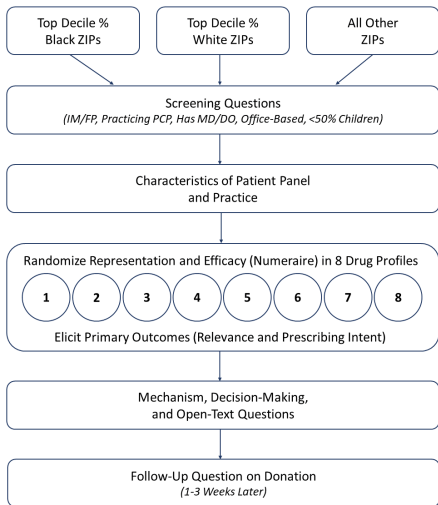 Top Decile %
Black ZIPs
Top Decile %
White ZIPs
All Other
ZIPs
Screening Questions
(IM/FP, Practicing PCP, Has MD/DO, Office-Based, <50% Children)
Characteristics of Patient Panel
and Practice
Randomize Representation and Efficacy (Numeraire) in 8 Drug Profiles
1 2 3 4 5 6 7 8
Elicit Primary Outcomes (Relevance and Prescribing Intent)
Mechanism, Decision-Making,
and Open-Text Questions
Follow-Up Question on Donation
(1-3 Weeks Later)